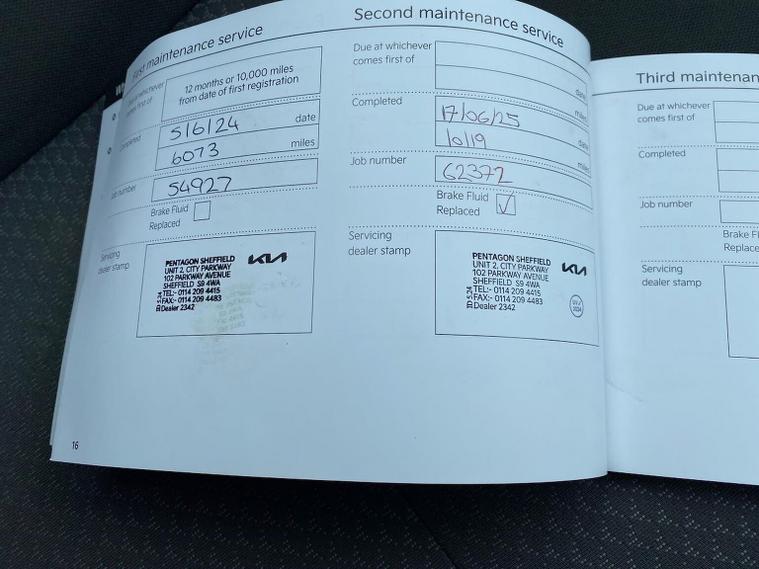 First maintenance service
Due at whichever
comes first of
12 months or 10,000 miles
from date of first registration
Completed
5/6/24 date
6073 miles
Job number
54927
Brake Fluid
Replaced
Servicing
dealer stamp
PENTAGON SHEFFIELD
UNIT 2, CITY PARKWAY
102 PARKWAY AVENUE
SHEFFIELD S9 4WA
TEL:- 0114 209 4415
FAX:- 0114 209 4483
Dealer 2342
KIA
16
Second maintenance service
Due at whichever
comes first of
date
miles
Completed
17/06/25 date
10119 miles
Job number
62372
Brake Fluid
Replaced
Servicing
dealer stamp
PENTAGON SHEFFIELD
UNIT 2, CITY PARKWAY
102 PARKWAY AVENUE
SHEFFIELD S9 4WA
TEL:- 0114 209 4415
FAX:- 0114 209 4483
Dealer 2342
KIA
Third maintenan
Due at whichever
comes first of
Completed
Job number
Brake Fl
Replace
Servicing
dealer stamp